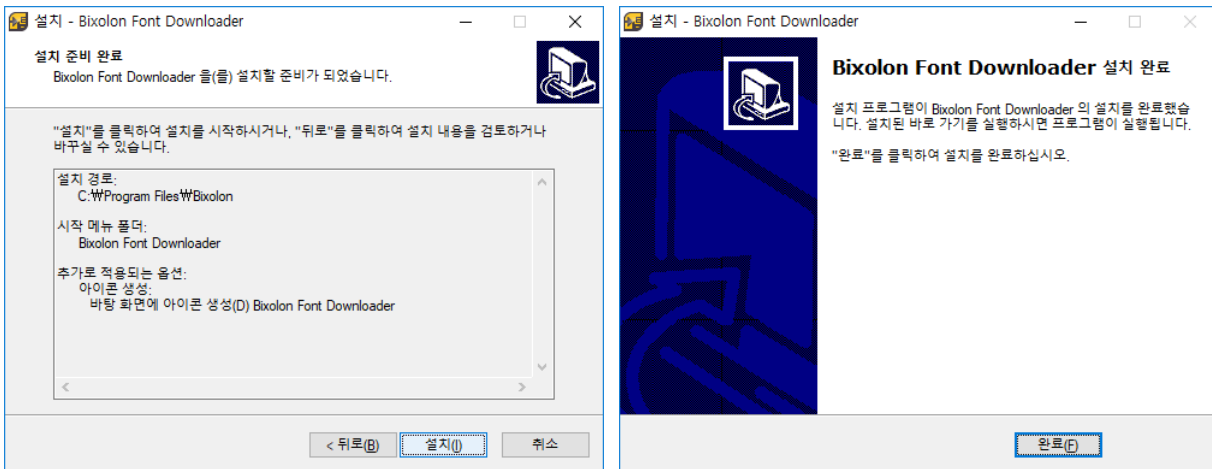 설치 - Bixolon Font Downloader
설치 준비 완료
Bixolon Font Downloader 을(를) 설치할 준비가 되었습니다.
"설치"를 클릭하여 설치를 시작하시거나, "뒤로"를 클릭하여 설치 내용을 검토하거나
바꾸실 수 있습니다.
설치 경로:
C:₩Program Files₩Bixolon
시작 메뉴 폴더:
Bixolon Font Downloader
추가로 적용되는 옵션:
아이콘 생성:
바탕 화면에 아이콘 생성(D) Bixolon Font Downloader
< 뒤로(B)
설치(I)
취소
설치 - Bixolon Font Downloader
Bixolon Font Downloader 설치 완료
설치 프로그램이 Bixolon Font Downloader 의 설치를 완료했습
니다. 설치된 바로 가기를 실행하시면 프로그램이 실행됩니다.
"완료"를 클릭하여 설치를 완료하십시오.
완료(F)